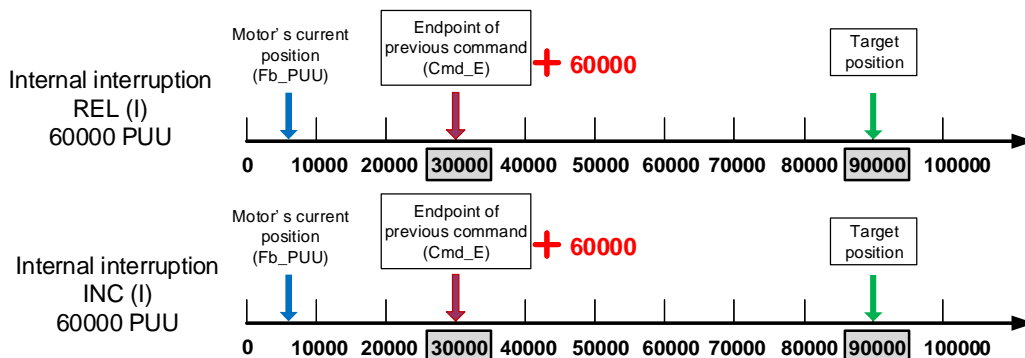 Internal interruption
REL (I)
60000 PUU
Motor’ s current
position
(Fb_PUU)
Endpoint of
previous command
(Cmd_E)
+ 60000
Target
position
0 10000 20000 30000 40000 50000 60000 70000 80000 90000 100000
Internal interruption
INC (I)
60000 PUU
Motor’ s current
position
(Fb_PUU)
Endpoint of
previous command
(Cmd_E)
+ 60000
Target
position
0 10000 20000 30000 40000 50000 60000 70000 80000 90000 100000